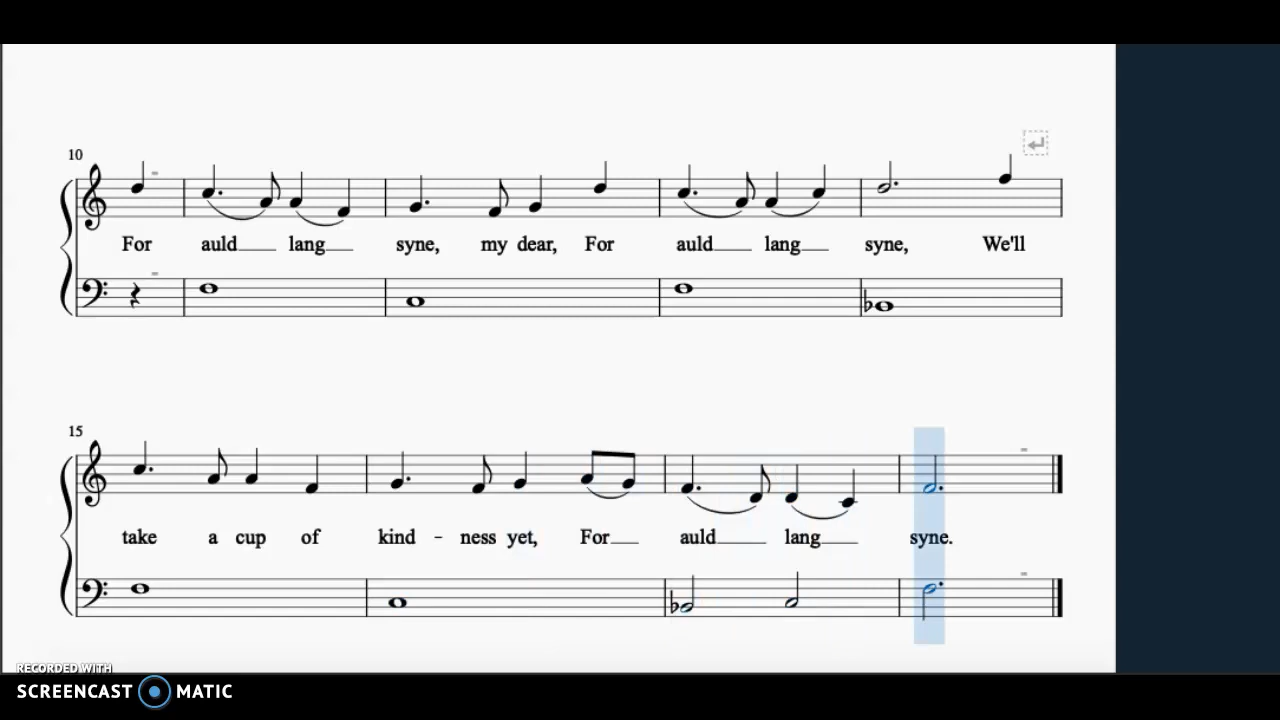 10
For auld lang syne, my dear, For auld lang syne, We'll
15
take a cup of kind - ness yet, For auld lang syne.
RECORDED WITH
SCREENCAST MATIC